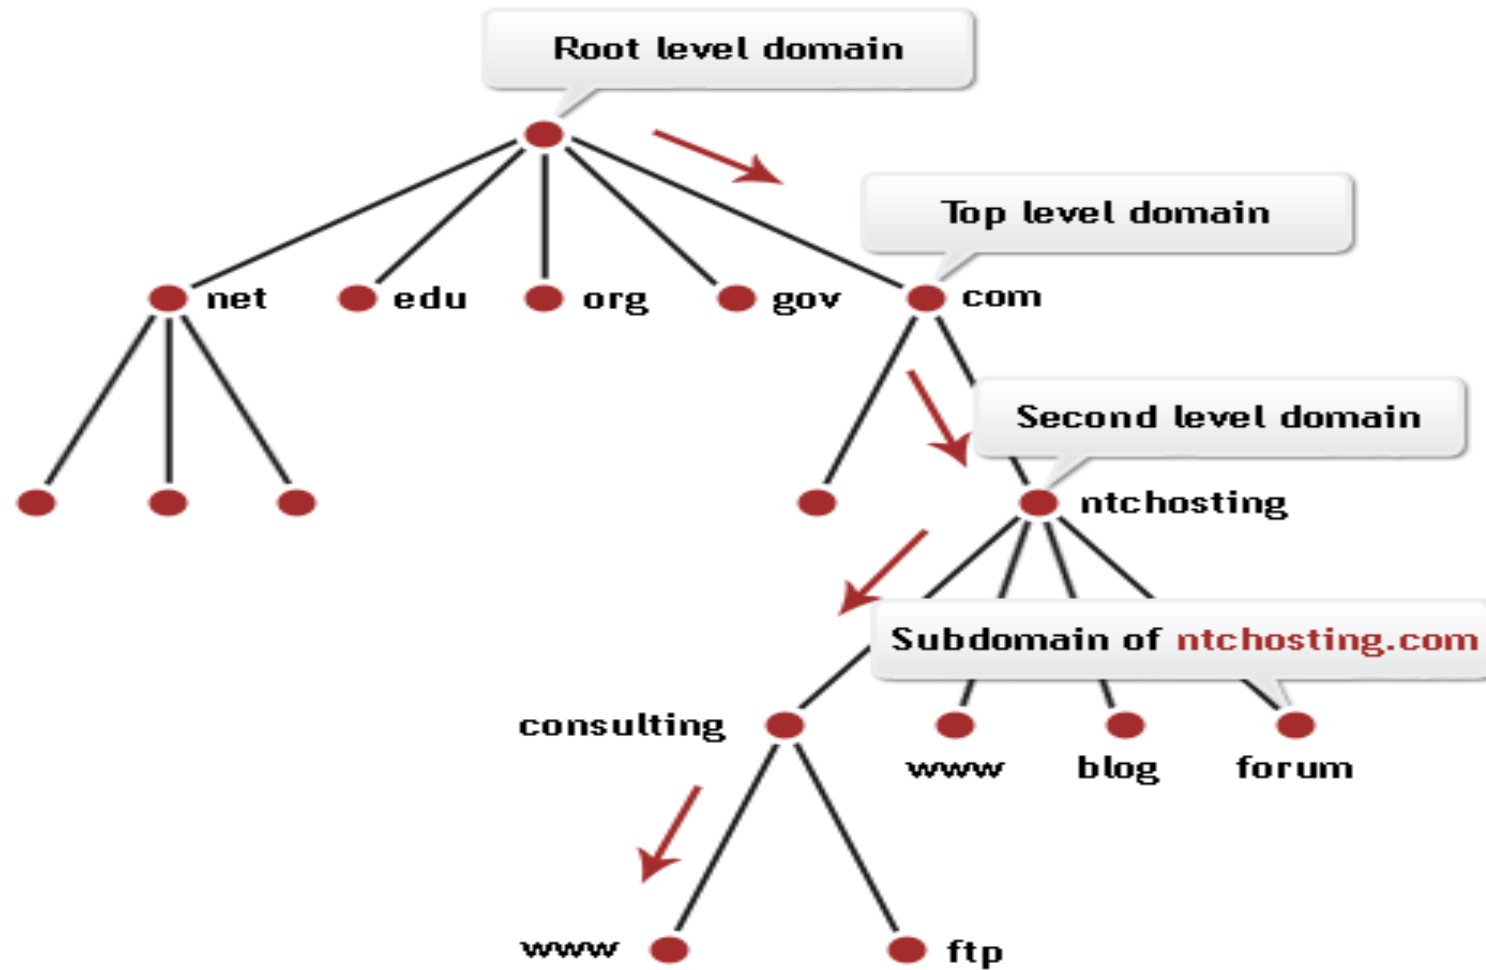 Root level domain
Top level domain
net
edu
org
gov
com
Second level domain
ntchosting
Subdomain of ntchosting.com
consulting
www
blog
forum
www
ftp